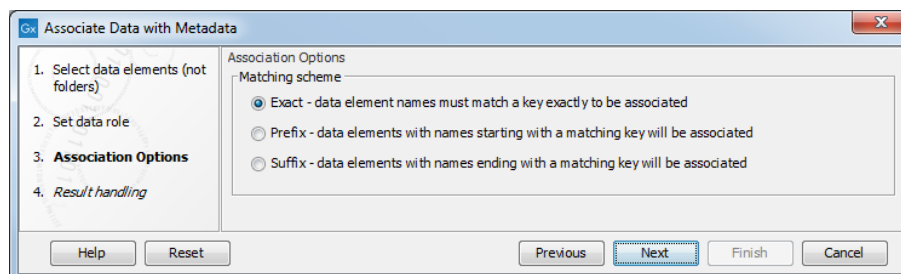 Gx Associate Data with Metadata
1. Select data elements (not
folders)
2. Set data role
3. Association Options
4. Result handling
Association Options
Matching scheme
Exact - data element names must match a key exactly to be associated
Prefix - data elements with names starting with a matching key will be associated
Suffix - data elements with names ending with a matching key will be associated
Help Reset Previous Next Finish Cancel